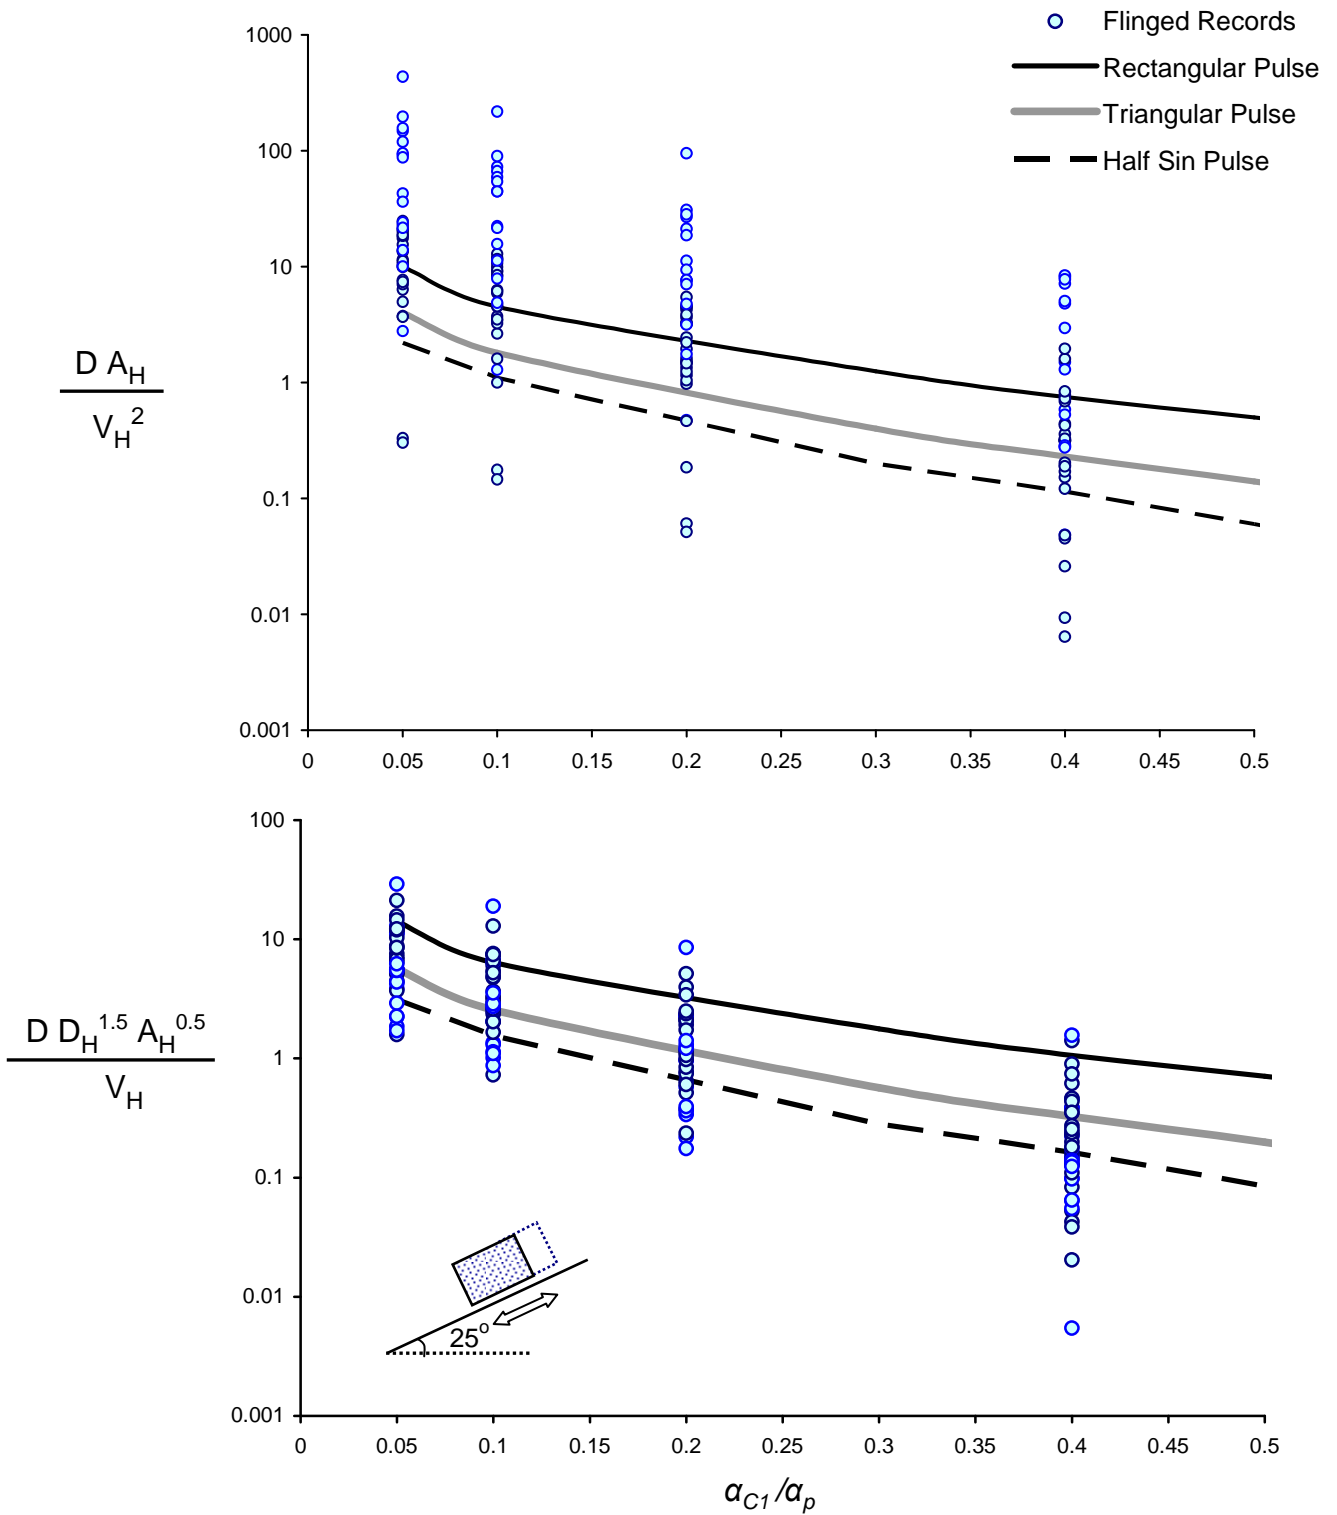 Flinged Records
Rectangular Pulse
Triangular Pulse
Half Sin Pulse
1000
100
10
1
0.1
0.01
0.001
D A_H
V_H^2
0 0.05 0.1 0.15 0.2 0.25 0.3 0.35 0.4 0.45 0.5
100
10
1
0.1
0.01
0.001
D D_H^1.5 A_H^0.5
V_H
25^o
0 0.05 0.1 0.15 0.2 0.25 0.3 0.35 0.4 0.45 0.5
α_C1/α_p